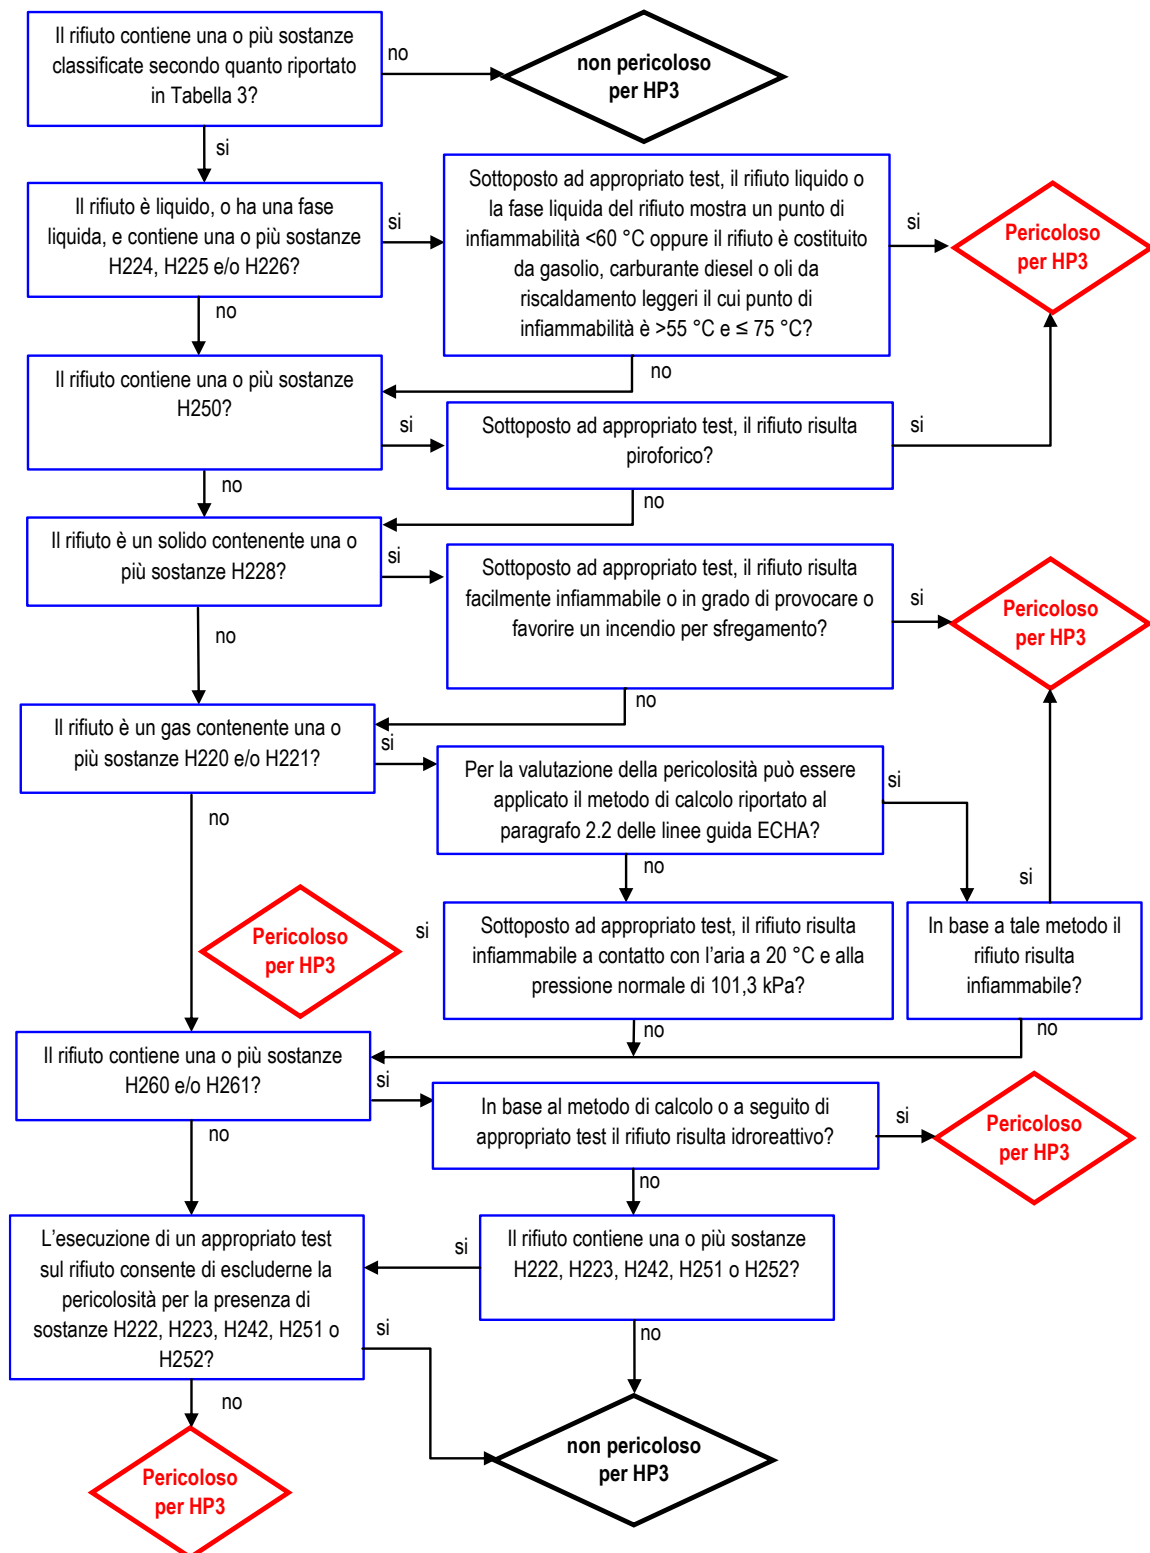 Il rifiuto contiene una o più sostanze
classificate secondo quanto riportato
in Tabella 3?
no
non pericoloso
per HP3
si
Il rifiuto è liquido, o ha una fase
liquida, e contiene una o più sostanze
H224, H225 e/o H226?
si
Sottoposto ad appropriato test, il rifiuto liquido o
la fase liquida del rifiuto mostra un punto di
infiammabilità <60 °C oppure il rifiuto è costituito
da gasolio, carburante diesel o oli da
riscaldamento leggeri il cui punto di
infiammabilità è >55 °C e ≤ 75 °C?
si
Pericoloso
per HP3
no
no
Il rifiuto contiene una o più sostanze
H250?
si
Sottoposto ad appropriato test, il rifiuto risulta
piroforico?
si
no
no
Il rifiuto è un solido contenente una o
più sostanze H228?
si
Sottoposto ad appropriato test, il rifiuto risulta
facilmente infiammabile o in grado di provocare o
favorire un incendio per sfregamento?
si
Pericoloso
per HP3
no
no
Il rifiuto è un gas contenente una o
più sostanze H220 e/o H221?
si
Per la valutazione della pericolosità può essere
applicato il metodo di calcolo riportato al
paragrafo 2.2 delle linee guida ECHA?
si
no
no
si
Pericoloso
per HP3
si
Sottoposto ad appropriato test, il rifiuto risulta
infiammabile a contatto con l'aria a 20 °C e alla
pressione normale di 101,3 kPa?
In base a tale metodo il
rifiuto risulta
infiammabile?
no
no
Il rifiuto contiene una o più sostanze
H260 e/o H261?
si
In base al metodo di calcolo o a seguito di
appropriato test il rifiuto risulta idroreattivo?
si
Pericoloso
per HP3
no
no
L'esecuzione di un appropriato test
sul rifiuto consente di escluderne la
pericolosità per la presenza di
sostanze H222, H223, H242, H251 o
H252?
si
Il rifiuto contiene una o più sostanze
H222, H223, H242, H251 o H252?
si
no
no
non pericoloso
per HP3
Pericoloso
per HP3